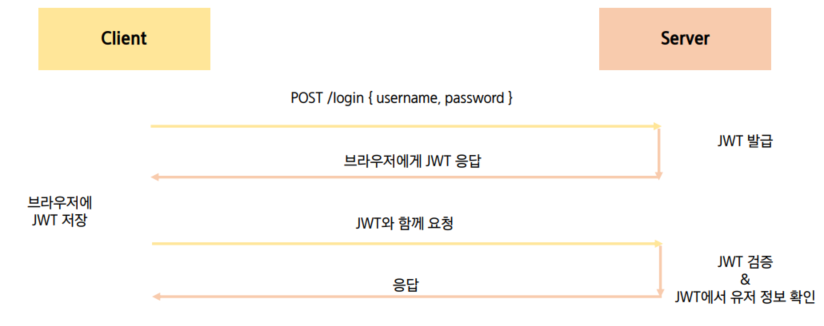 Client
Server
POST /login { username, password }
JWT 발급
브라우저에게 JWT 응답
브라우저에
JWT 저장
JWT와 함께 요청
JWT 검증
&
JWT에서 유저 정보 확인
응답